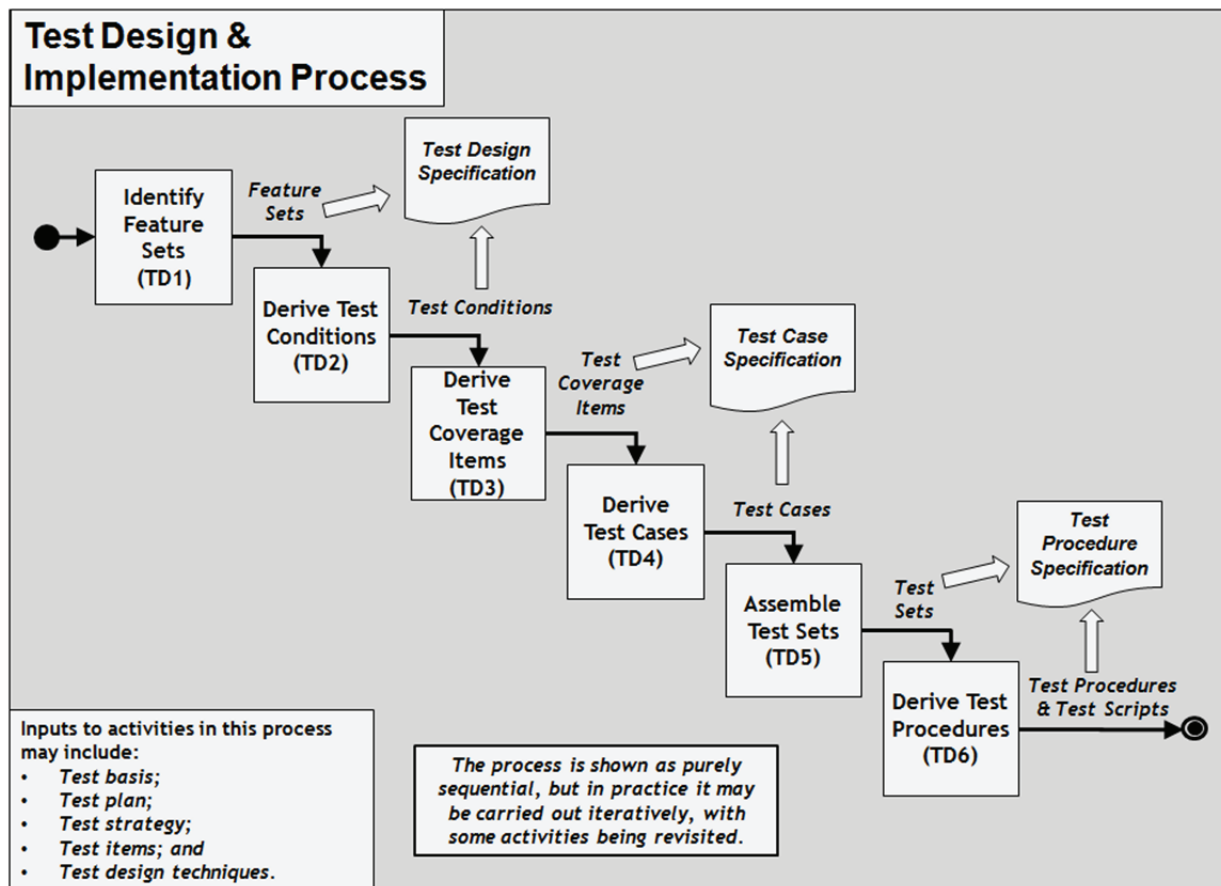 Test Design &
Implementation Process
Test Design
Specification
Identify
Feature
Sets
(TD1)
Feature
Sets
Derive Test
Conditions
(TD2)
Test Conditions
Test Case
Specification
Derive
Test
Coverage
Items
(TD3)
Test
Coverage
Items
Derive
Test Cases
(TD4)
Test Cases
Test
Procedure
Specification
Assemble
Test Sets
(TD5)
Test
Sets
Derive Test
Procedures
(TD6)
Test Procedures
& Test Scripts
Inputs to activities in this process
may include:
• Test basis;
• Test plan;
• Test strategy;
• Test items; and
• Test design techniques.
The process is shown as purely
sequential, but in practice it may
be carried out iteratively, with
some activities being revisited.